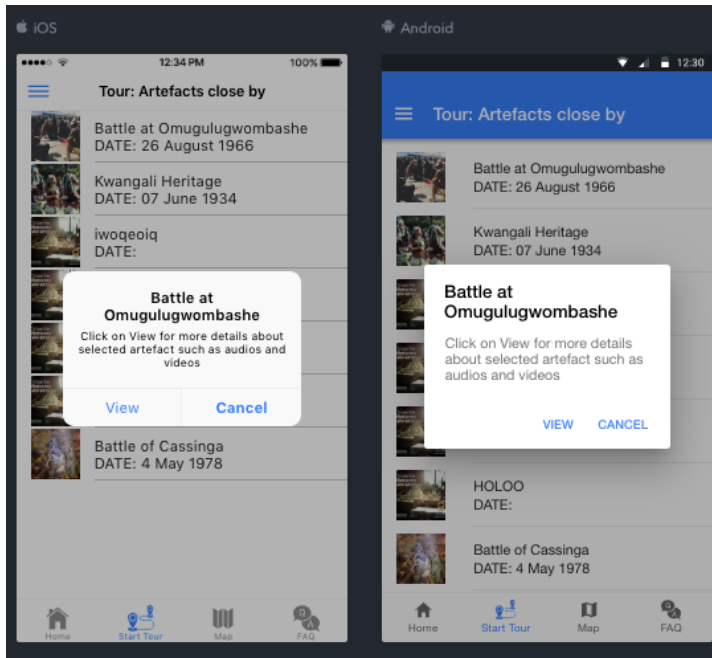 iOS
12:34 PM
100%
Tour: Artefacts close by
Battle at Omugulugwombashe
DATE: 26 August 1966
Kwangali Heritage
DATE: 07 June 1934
iwoqeoiq
DATE:
Battle at
Omugulugwombashe
Click on View for more details about
selected artefact such as audios and
videos
View
Cancel
Battle of Cassinga
DATE: 4 May 1978
Home
Start Tour
Map
FAQ
Android
12:30
Tour: Artefacts close by
Battle at Omugulugwombashe
DATE: 26 August 1966
Kwangali Heritage
DATE: 07 June 1934
Battle at
Omugulugwombashe
Click on View for more details
about selected artefact such as
audios and videos
VIEW
CANCEL
HOLOO
DATE:
Battle of Cassinga
DATE: 4 May 1978
Home
Start Tour
Map
FAQ